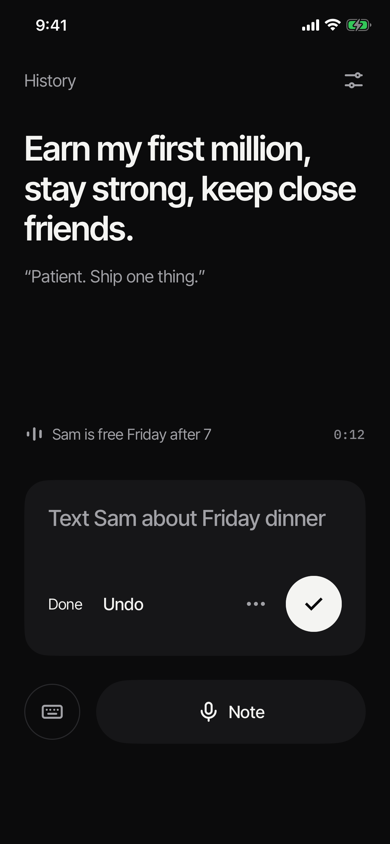 9:41
History
Earn my first million,
stay strong, keep close
friends.
“Patient. Ship one thing.”
Sam is free Friday after 7
0:12
Text Sam about Friday dinner
Done
Undo
Note